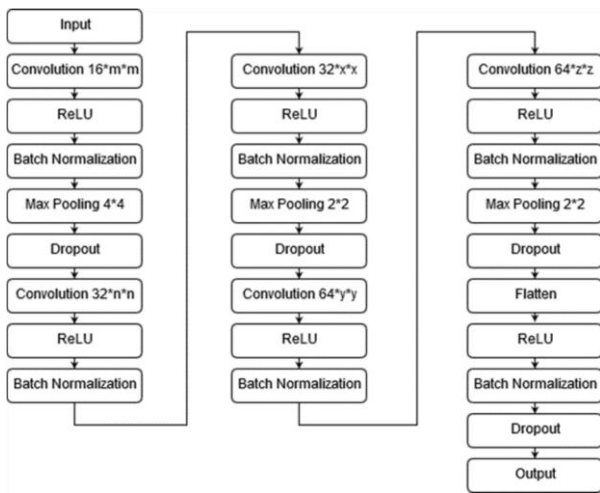 Input
Convolution 16*m*m
ReLU
Batch Normalization
Max Pooling 4*4
Dropout
Convolution 32*n*n
ReLU
Batch Normalization
Convolution 32*x*x
ReLU
Batch Normalization
Max Pooling 2*2
Dropout
Convolution 64*y*y
ReLU
Batch Normalization
Convolution 64*z*z
ReLU
Batch Normalization
Max Pooling 2*2
Dropout
Flatten
ReLU
Batch Normalization
Dropout
Output